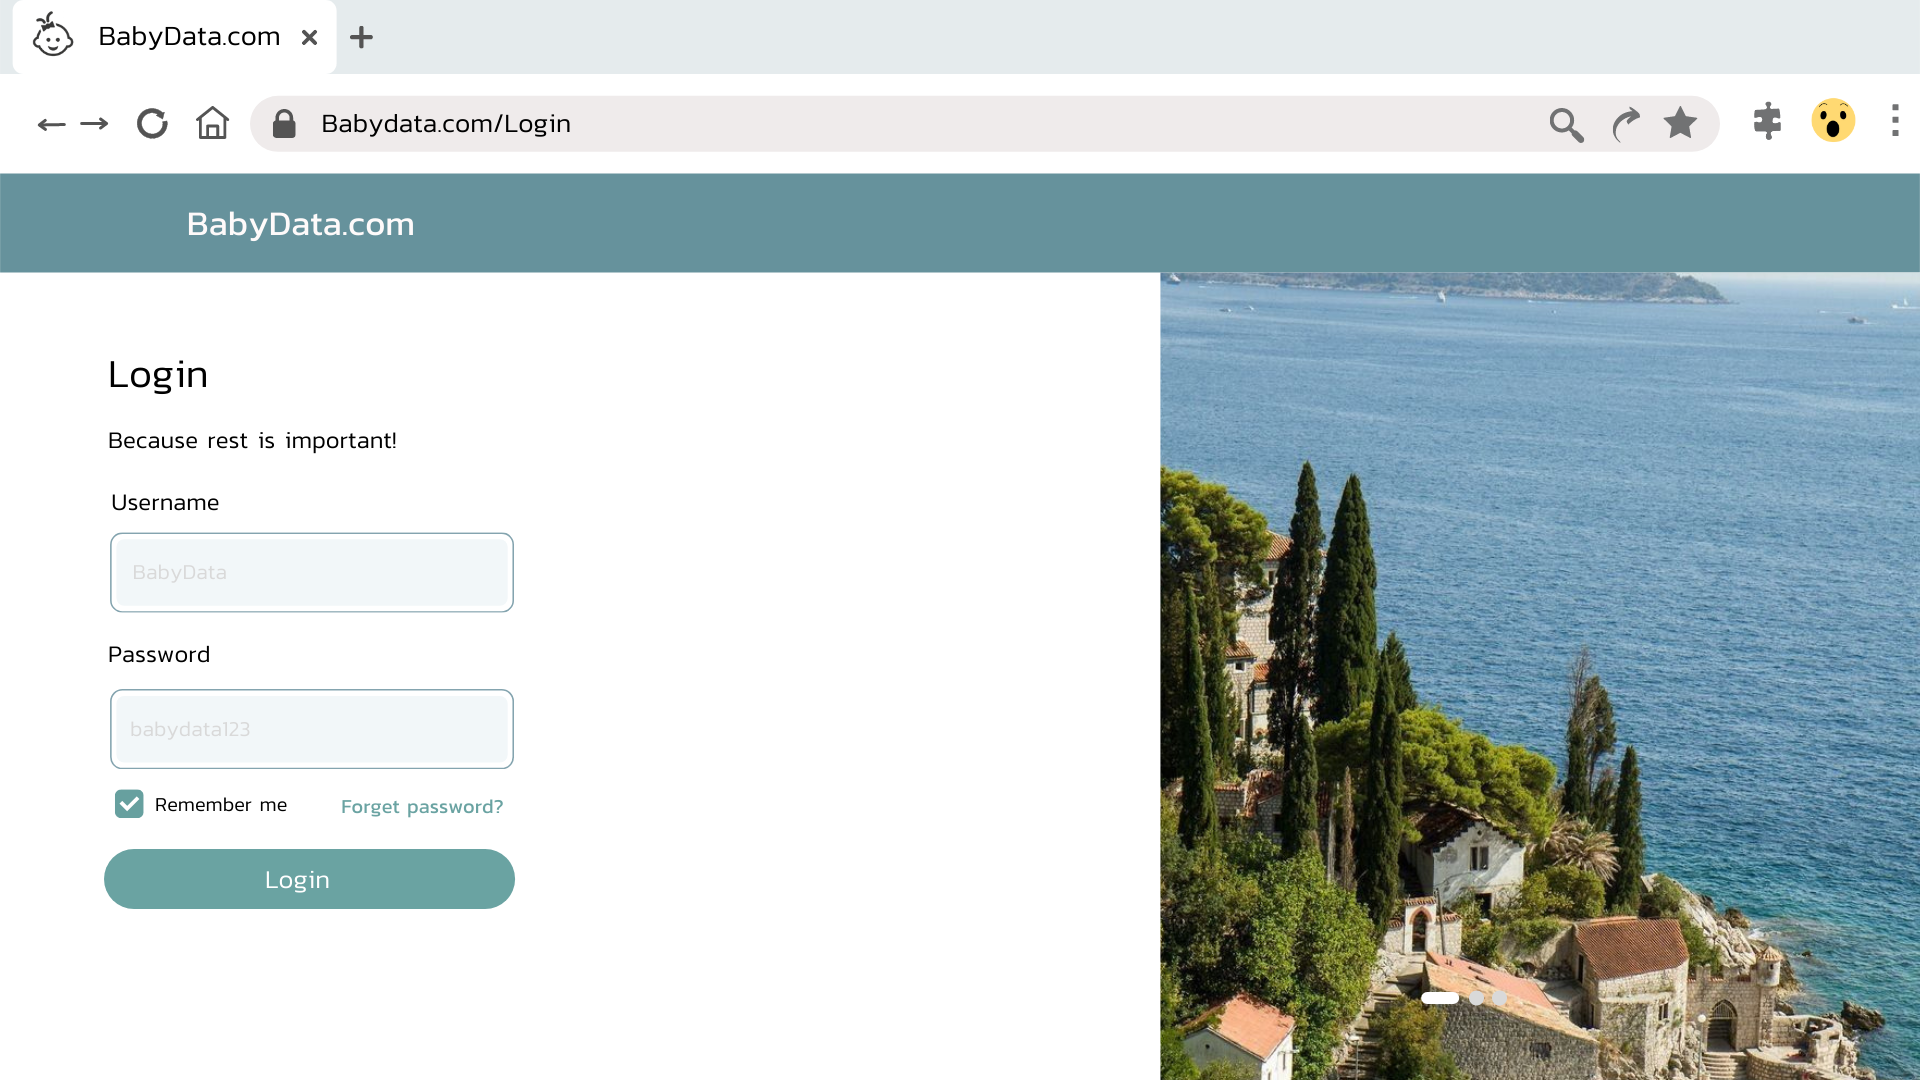 BabyData.com
Babydata.com/Login
BabyData.com
Login
Because rest is important!
Username
BabyData
Password
babydata123
Remember me Forget password?
Login